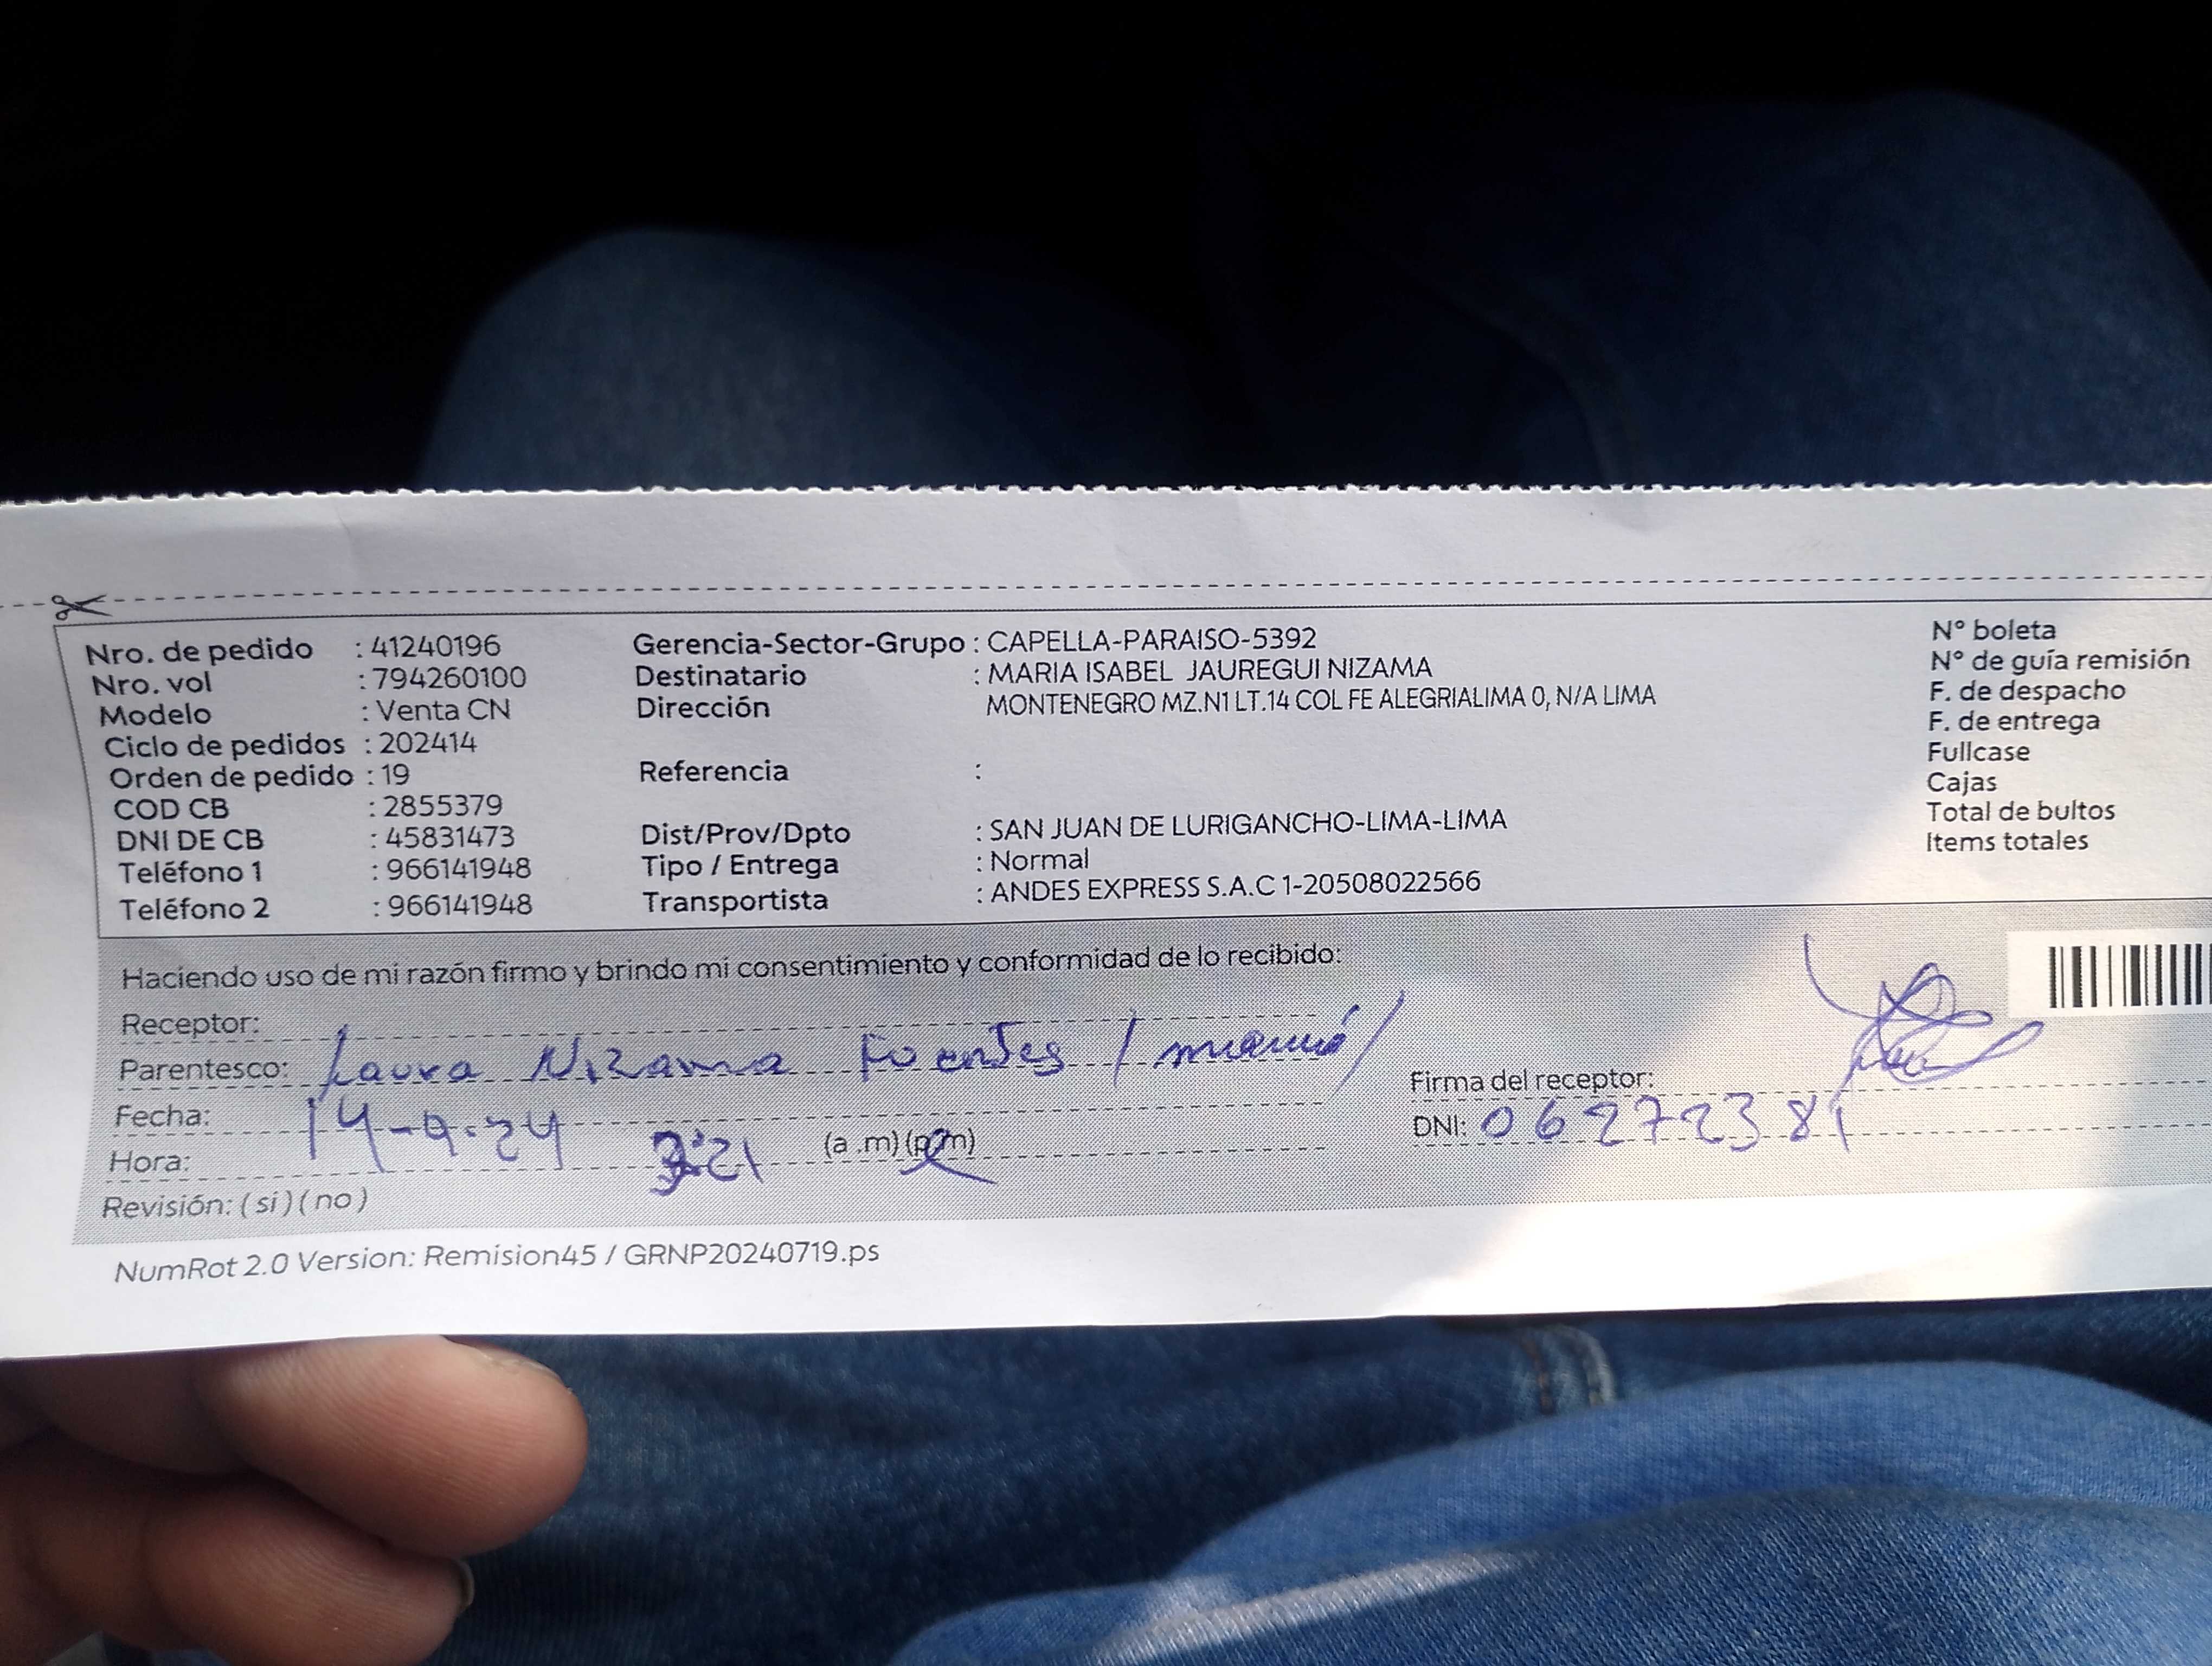 Nro. de pedido : 41240196 Gerencia-Sector-Grupo : CAPELLA-PARAISO-5392 N° boleta
Nro. vol : 794260100 Destinatario : MARIA ISABEL JAUREGUI NIZAMA N° de guía remisión
Modelo : Venta CN Dirección MONTENEGRO MZ.N1 LT.14 COL FE ALEGRIALIMA 0, N/A LIMA F. de despacho
Ciclo de pedidos : 202414 F. de entrega
Orden de pedido : 19 Referencia : Fullcase
COD CB : 2855379 Cajas
DNI DE CB : 45831473 Dist/Prov/Dpto : SAN JUAN DE LURIGANCHO-LIMA-LIMA Total de bultos
Teléfono 1 : 966141948 Tipo / Entrega : Normal Items totales
Teléfono 2 : 966141948 Transportista : ANDES EXPRESS S.A.C 1-20508022566
Haciendo uso de mi razón firmo y brindo mi consentimiento y conformidad de lo recibido:
Receptor:
Parentesco: Laura Nizama Fuentes / mamá /
Firma del receptor:
Fecha: 14-9-24
DNI: 06272381
Hora: 3:21 (a .m) (p.m)
Revisión: ( si ) ( no )
NumRot 2.0 Version: Remision45 / GRNP20240719.ps